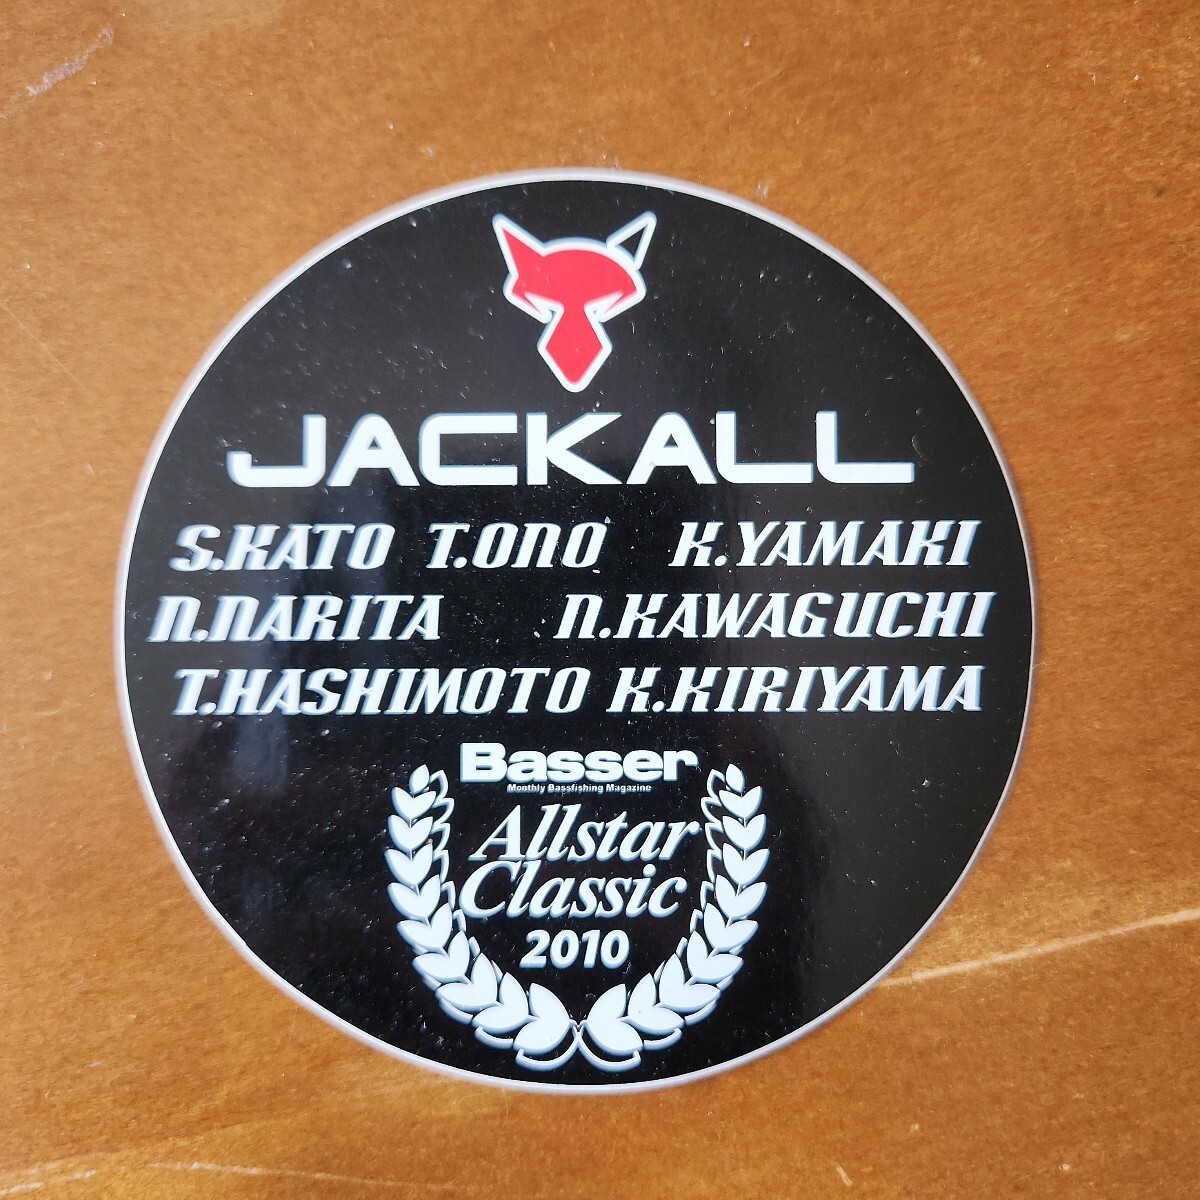 JACKALL
S.KATO T.ONO K.YAMAKI
N.NARITA N.KAWAGUCHI
T.HASHIMOTO K.KIRIYAMA
Basser
Monthly Bassfishing Magazine
Allstar
Classic
2010